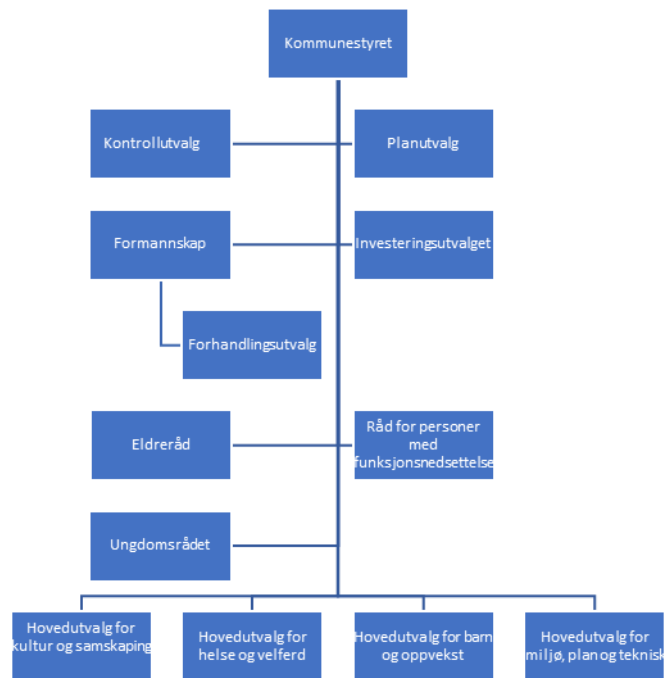 Kommunestyret
Kontrollutvalg
Planutvalg
Formannskap
Investeringsutvalget
Forhandlingsutvalg
Eldreråd
Råd for personer
med
funksjonsnedsettelse
Ungdomsrådet
Hovedutvalg for
kultur og samskaping
Hovedutvalg for
helse og velferd
Hovedutvalg for barn
og oppvekst
Hovedutvalg for
miljø, plan og teknisk